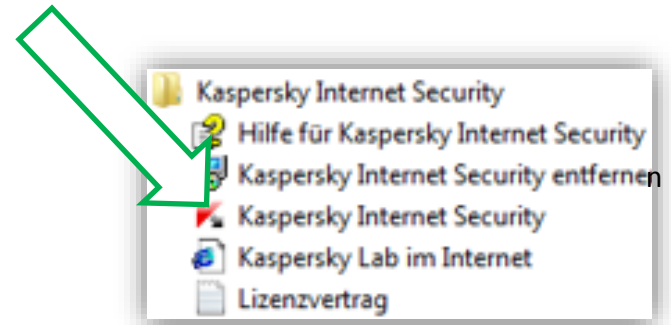 Kaspersky Internet Security
Hilfe für Kaspersky Internet Security
Kaspersky Internet Security entfernen
Kaspersky Internet Security
Kaspersky Lab im Internet
Lizenzvertrag